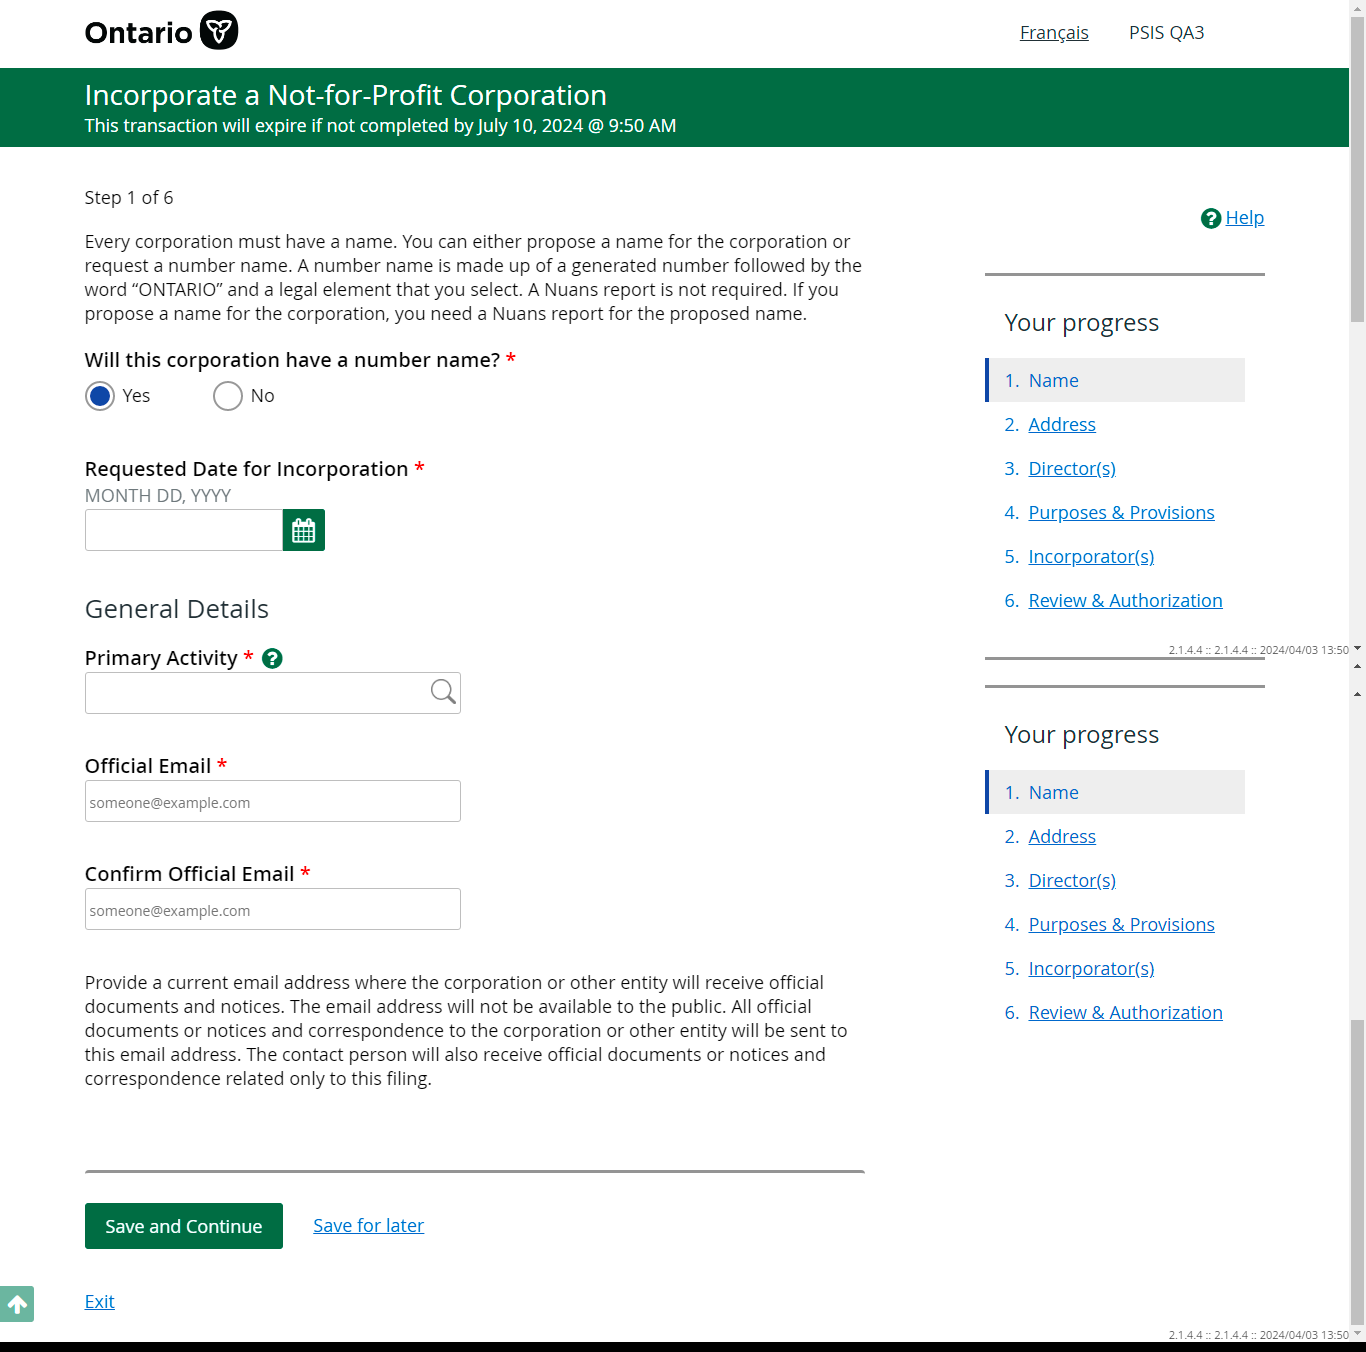 Ontario
Français
PSIS QA3
Incorporate a Not-for-Profit Corporation
This transaction will expire if not completed by July 10, 2024 @ 9:50 AM
Step 1 of 6
Every corporation must have a name. You can either propose a name for the corporation or
request a number name. A number name is made up of a generated number followed by the
word “ONTARIO” and a legal element that you select. A Nuans report is not required. If you
propose a name for the corporation, you need a Nuans report for the proposed name.
Will this corporation have a number name? *
Yes
No
Requested Date for Incorporation *
MONTH DD, YYYY
General Details
Primary Activity * ?
Official Email *
someone@example.com
Confirm Official Email *
someone@example.com
Provide a current email address where the corporation or other entity will receive official
documents and notices. The email address will not be available to the public. All official
documents or notices and correspondence to the corporation or other entity will be sent to
this email address. The contact person will also receive official documents or notices and
correspondence related only to this filing.
Save and Continue
Save for later
Exit
? Help
Your progress
1. Name
2. Address
3. Director(s)
4. Purposes & Provisions
5. Incorporator(s)
6. Review & Authorization
2.1.4.4 :: 2.1.4.4 :: 2024/04/03 13:50
Your progress
1. Name
2. Address
3. Director(s)
4. Purposes & Provisions
5. Incorporator(s)
6. Review & Authorization
2.1.4.4 :: 2.1.4.4 :: 2024/04/03 13:50